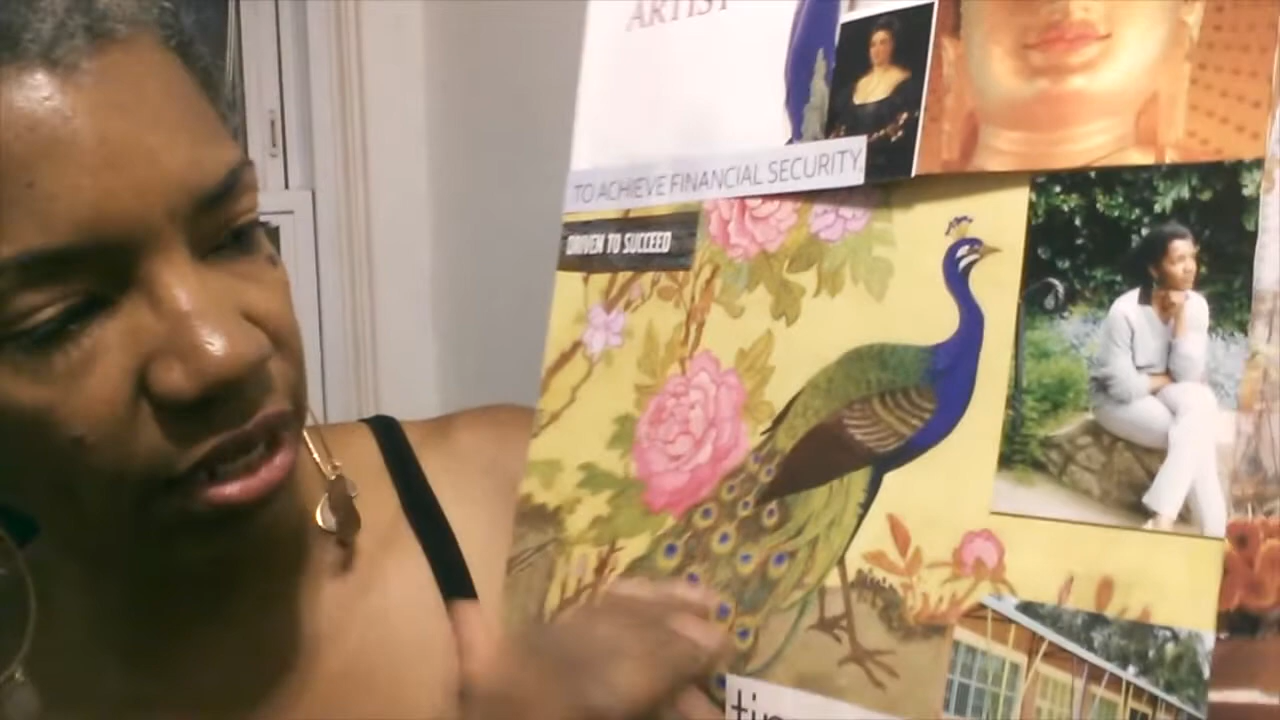 ARTIST
TO ACHIEVE FINANCIAL SECURITY,
DRIVEN TO SUCCEED